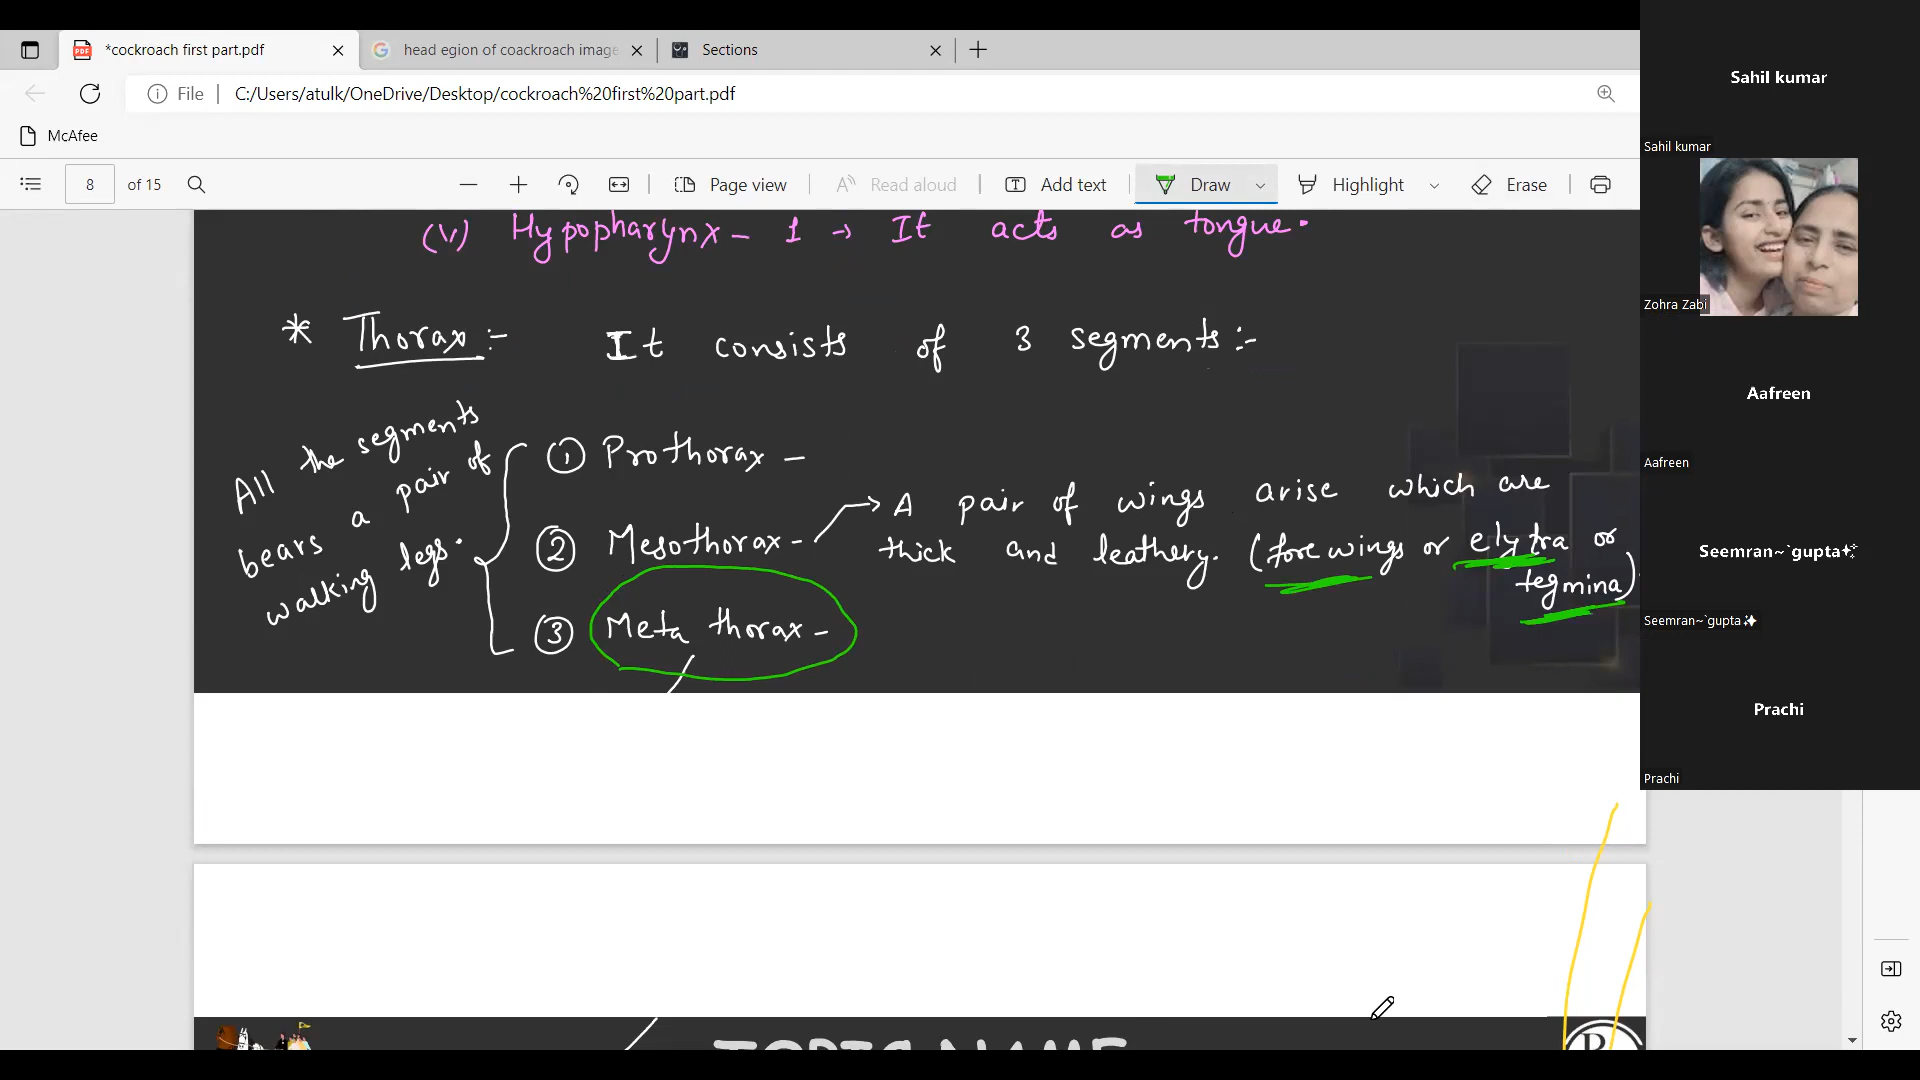 *cockroach first part.pdf
head egion of coackroach image
Sections
File
C:/Users/atulk/OneDrive/Desktop/cockroach%20first%20part.pdf
McAfee
8 of 15
Page view
Read aloud
Add text
Draw
Highlight
Erase
(V) Hypopharynx - 1 → It acts as tongue.
* Thorax :- It consists of 3 segments :-
All the segments
bears a pair of
walking legs.
① Prothorax -
② Mesothorax - → A pair of wings arise which are
thick and leathery. (fore wings or elytra or
tegmina)
③ Meta thorax -
TOPIC NAME
Sahil kumar
Sahil kumar
Zohra Zabi
Aafreen
Aafreen
Seemran~`gupta✨
Seemran~`gupta✨
Prachi
Prachi